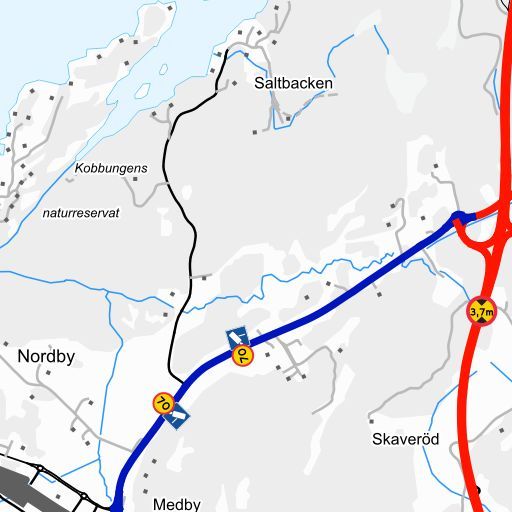 Saltbacken
Kobbungens
naturreservat
3,7m
70
Nordby
70
Skaveröd
Medby